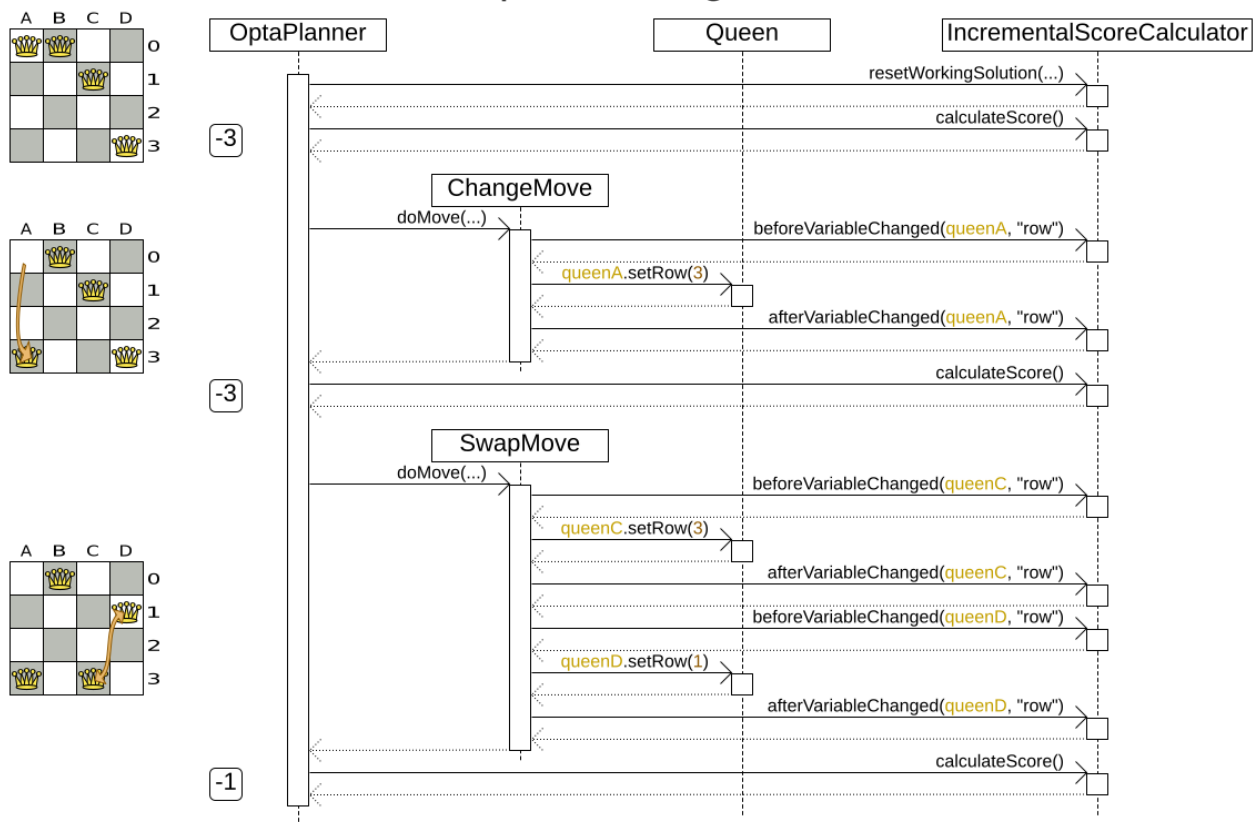 A B C D
0
1
2
3
OptaPlanner
Queen
IncrementalScoreCalculator
resetWorkingSolution(...)
calculateScore()
-3
ChangeMove
doMove(...)
beforeVariableChanged(queenA, "row")
queenA.setRow(3)
afterVariableChanged(queenA, "row")
A B C D
0
1
2
3
calculateScore()
-3
SwapMove
doMove(...)
beforeVariableChanged(queenC, "row")
queenC.setRow(3)
afterVariableChanged(queenC, "row")
beforeVariableChanged(queenD, "row")
queenD.setRow(1)
afterVariableChanged(queenD, "row")
A B C D
0
1
2
3
calculateScore()
-1